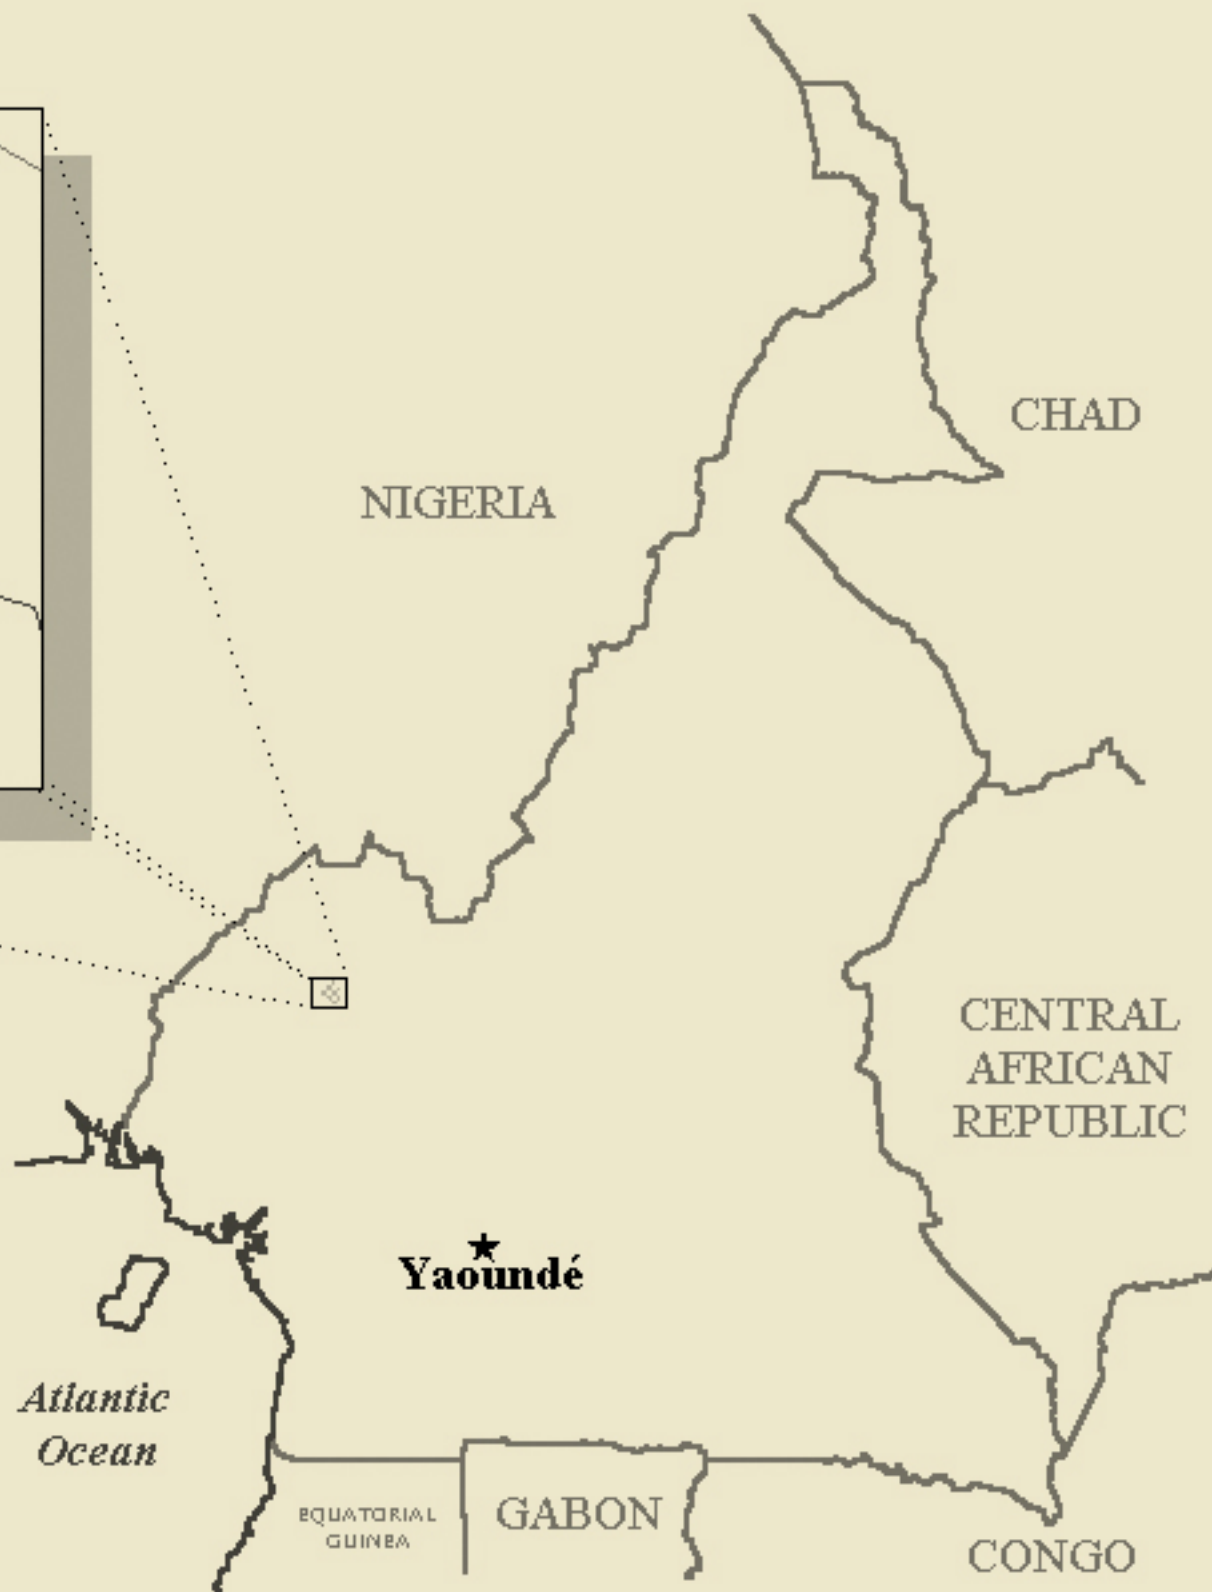 CHAD
NIGERIA
CENTRAL
AFRICAN
REPUBLIC
Yaoundé
Atlantic
Ocean
EQUATORIAL
GUINEA
GABON
CONGO